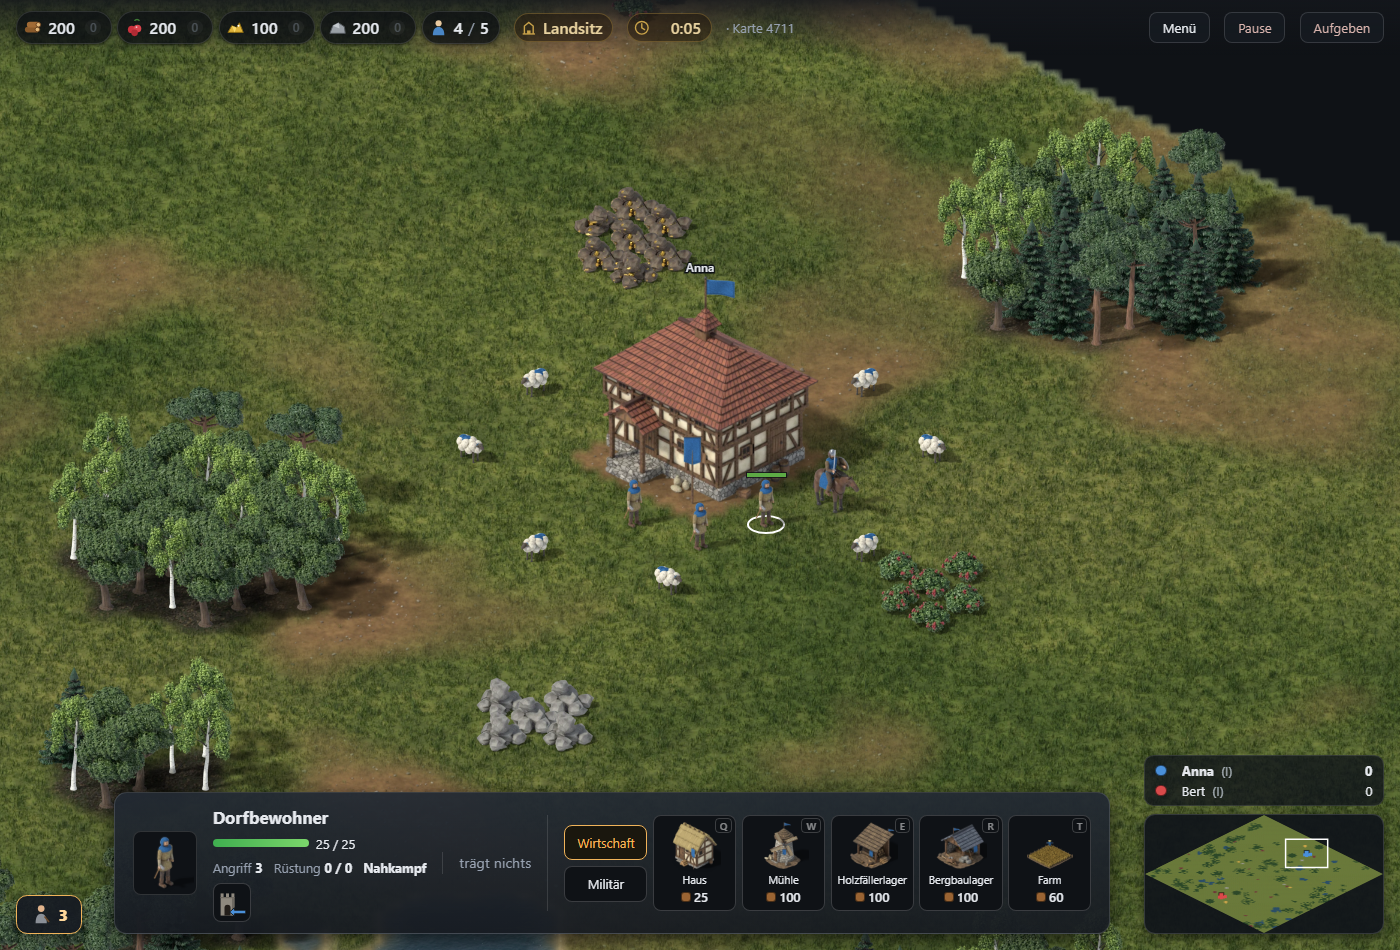 200 0 200 0 100 0 200 0 4 / 5 Landsitz 0:05 · Karte 4711 Menü Pause Aufgeben
Anna
Anna (I) 0
Bert (I) 0
Dorfbewohner
25 / 25
Angriff 3 Rüstung 0 / 0 Nahkampf
trägt nichts
Wirtschaft
Militär
Q
Haus
25
W
Mühle
100
E
Holzfällerlager
100
R
Bergbaulager
100
T
Farm
60
3